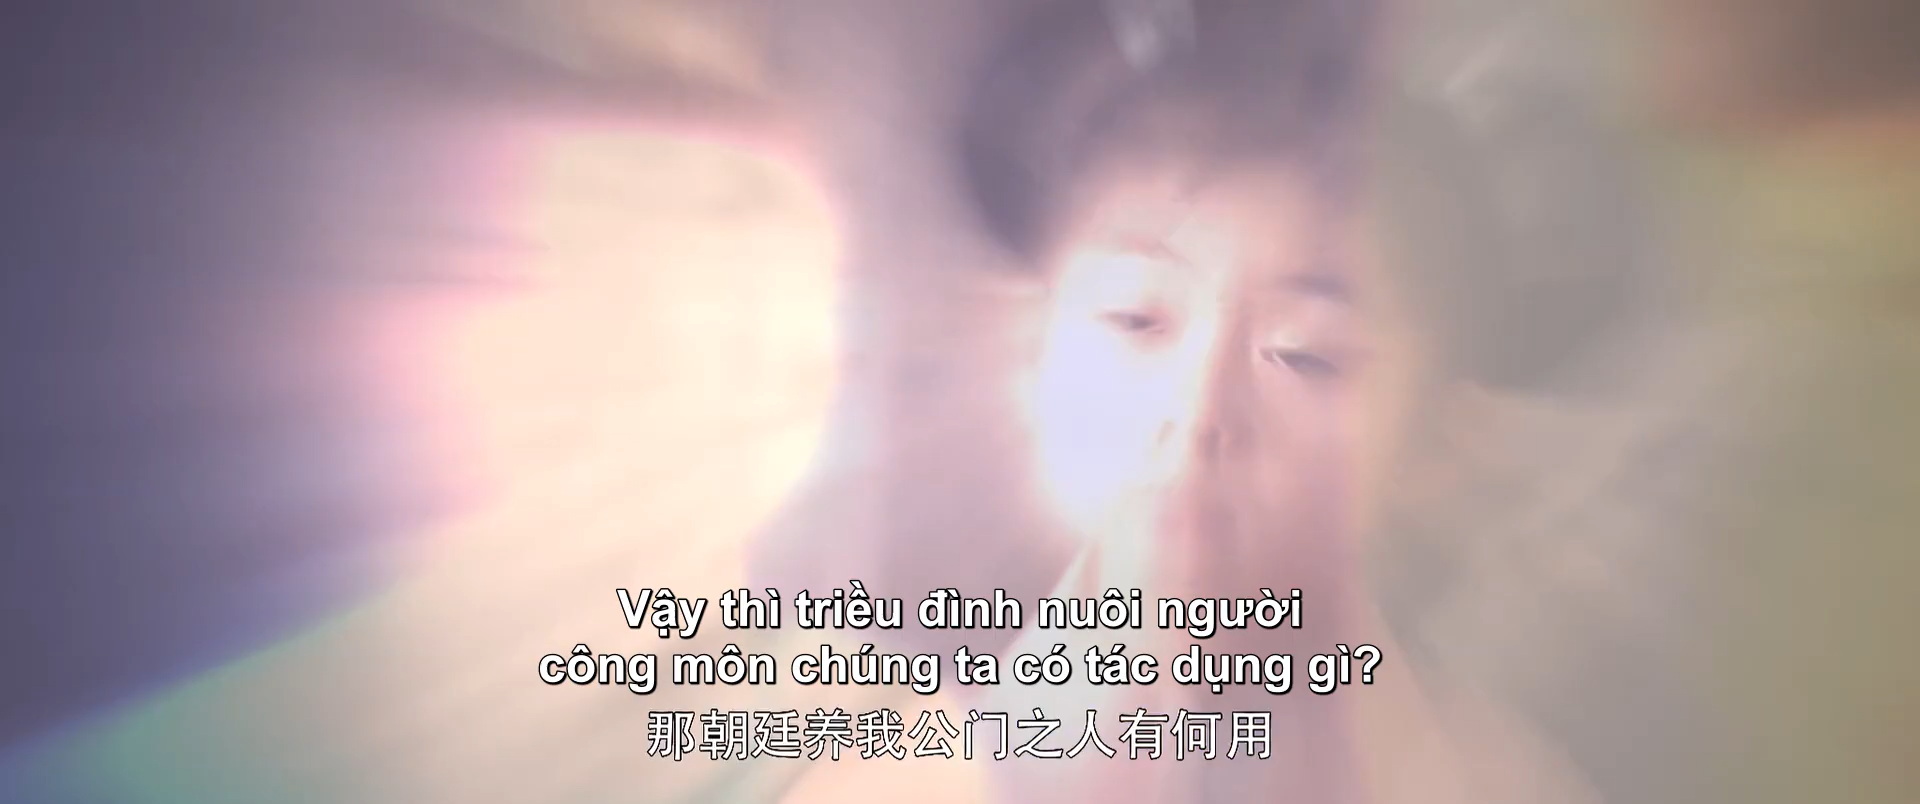 Vậy thì triều đình nuôi người
công môn chúng ta có tác dụng gì?
那朝廷养我公门之人有何用